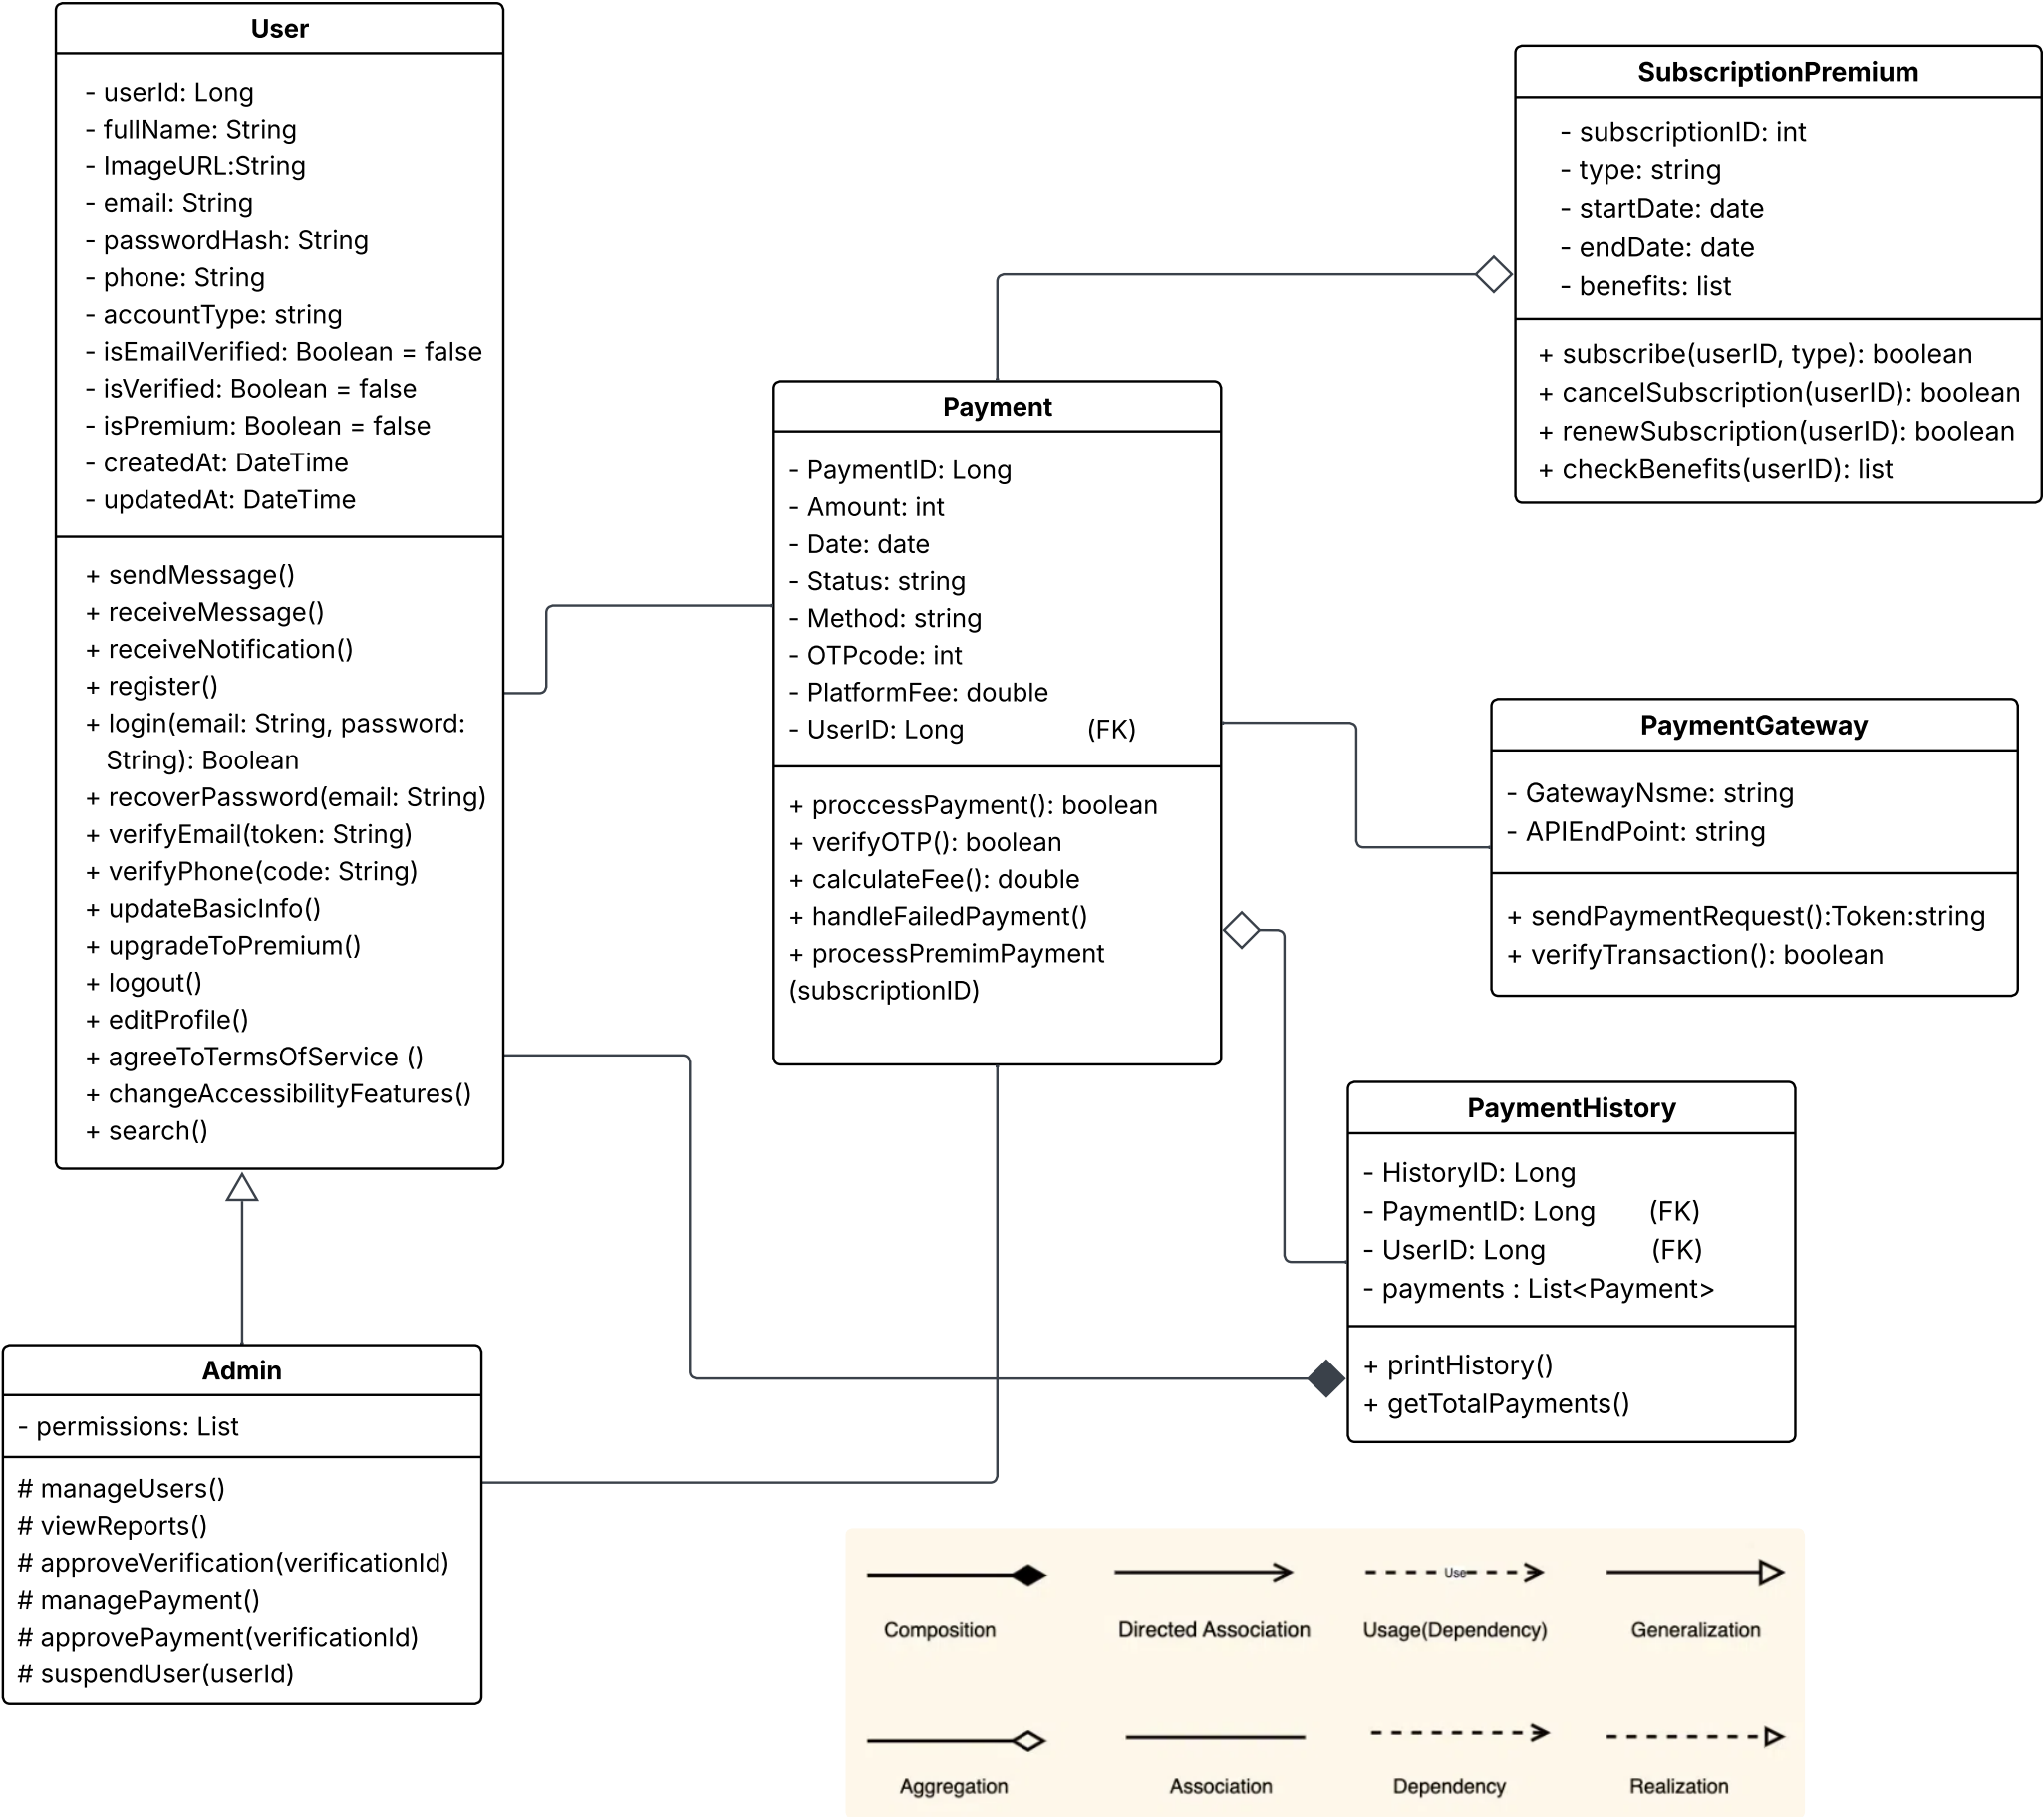 User
- userId: Long
- fullName: String
- ImageURL:String
- email: String
- passwordHash: String
- phone: String
- accountType: string
- isEmailVerified: Boolean = false
- isVerified: Boolean = false
- isPremium: Boolean = false
- createdAt: DateTime
- updatedAt: DateTime
+ sendMessage()
+ receiveMessage()
+ receiveNotification()
+ register()
+ login(email: String, password:
String): Boolean
+ recoverPassword(email: String)
+ verifyEmail(token: String)
+ verifyPhone(code: String)
+ updateBasicInfo()
+ upgradeToPremium()
+ logout()
+ editProfile()
+ agreeToTermsOfService ()
+ changeAccessibilityFeatures()
+ search()
SubscriptionPremium
- subscriptionID: int
- type: string
- startDate: date
- endDate: date
- benefits: list
+ subscribe(userID, type): boolean
+ cancelSubscription(userID): boolean
+ renewSubscription(userID): boolean
+ checkBenefits(userID): list
Payment
- PaymentID: Long
- Amount: int
- Date: date
- Status: string
- Method: string
- OTPcode: int
- PlatformFee: double
- UserID: Long (FK)
+ proccessPayment(): boolean
+ verifyOTP(): boolean
+ calculateFee(): double
+ handleFailedPayment()
+ processPremimPayment
(subscriptionID)
PaymentGateway
- GatewayNsme: string
- APIEndPoint: string
+ sendPaymentRequest():Token:string
+ verifyTransaction(): boolean
PaymentHistory
- HistoryID: Long
- PaymentID: Long (FK)
- UserID: Long (FK)
- payments : List<Payment>
+ printHistory()
+ getTotalPayments()
Admin
- permissions: List
# manageUsers()
# viewReports()
# approveVerification(verificationId)
# managePayment()
# approvePayment(verificationId)
# suspendUser(userId)
Use
Composition
Directed Association
Usage(Dependency)
Generalization
Aggregation
Association
Dependency
Realization